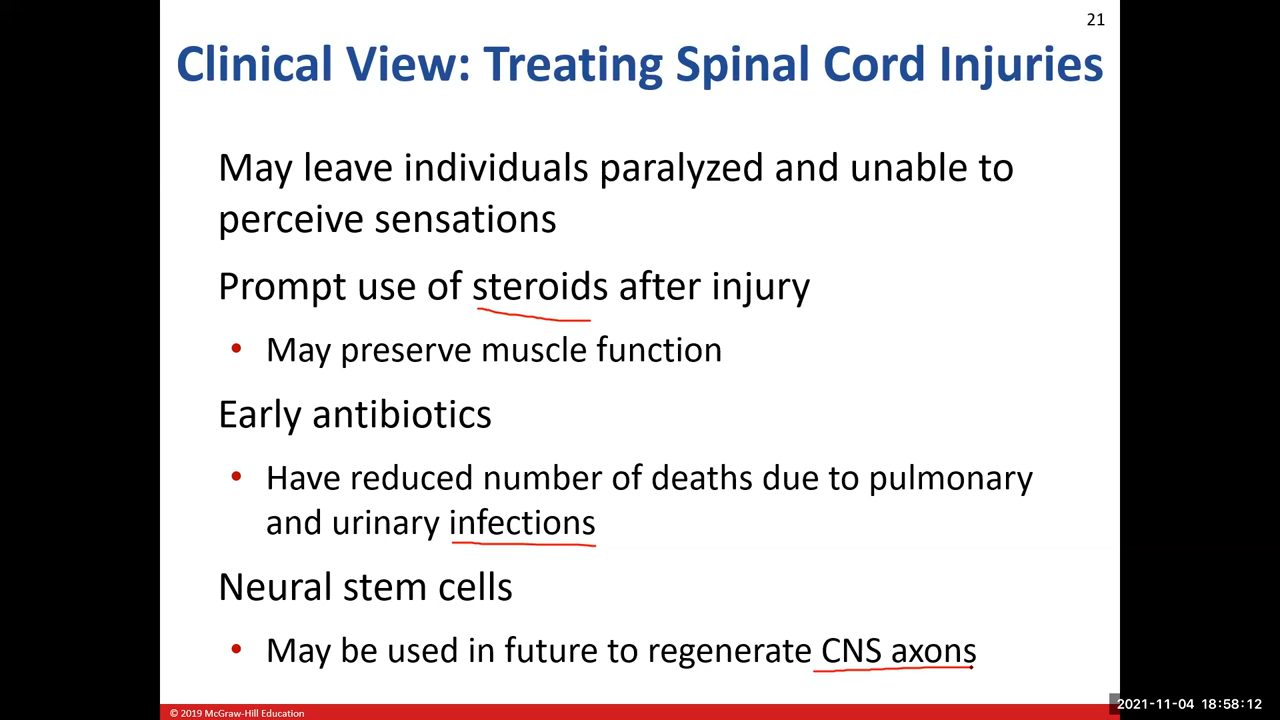 21
Clinical View: Treating Spinal Cord Injuries
May leave individuals paralyzed and unable to
perceive sensations
Prompt use of steroids after injury
• May preserve muscle function
Early antibiotics
• Have reduced number of deaths due to pulmonary
and urinary infections
Neural stem cells
• May be used in future to regenerate CNS axons
© 2019 McGraw-Hill Education
2021-11-04 18:58:12